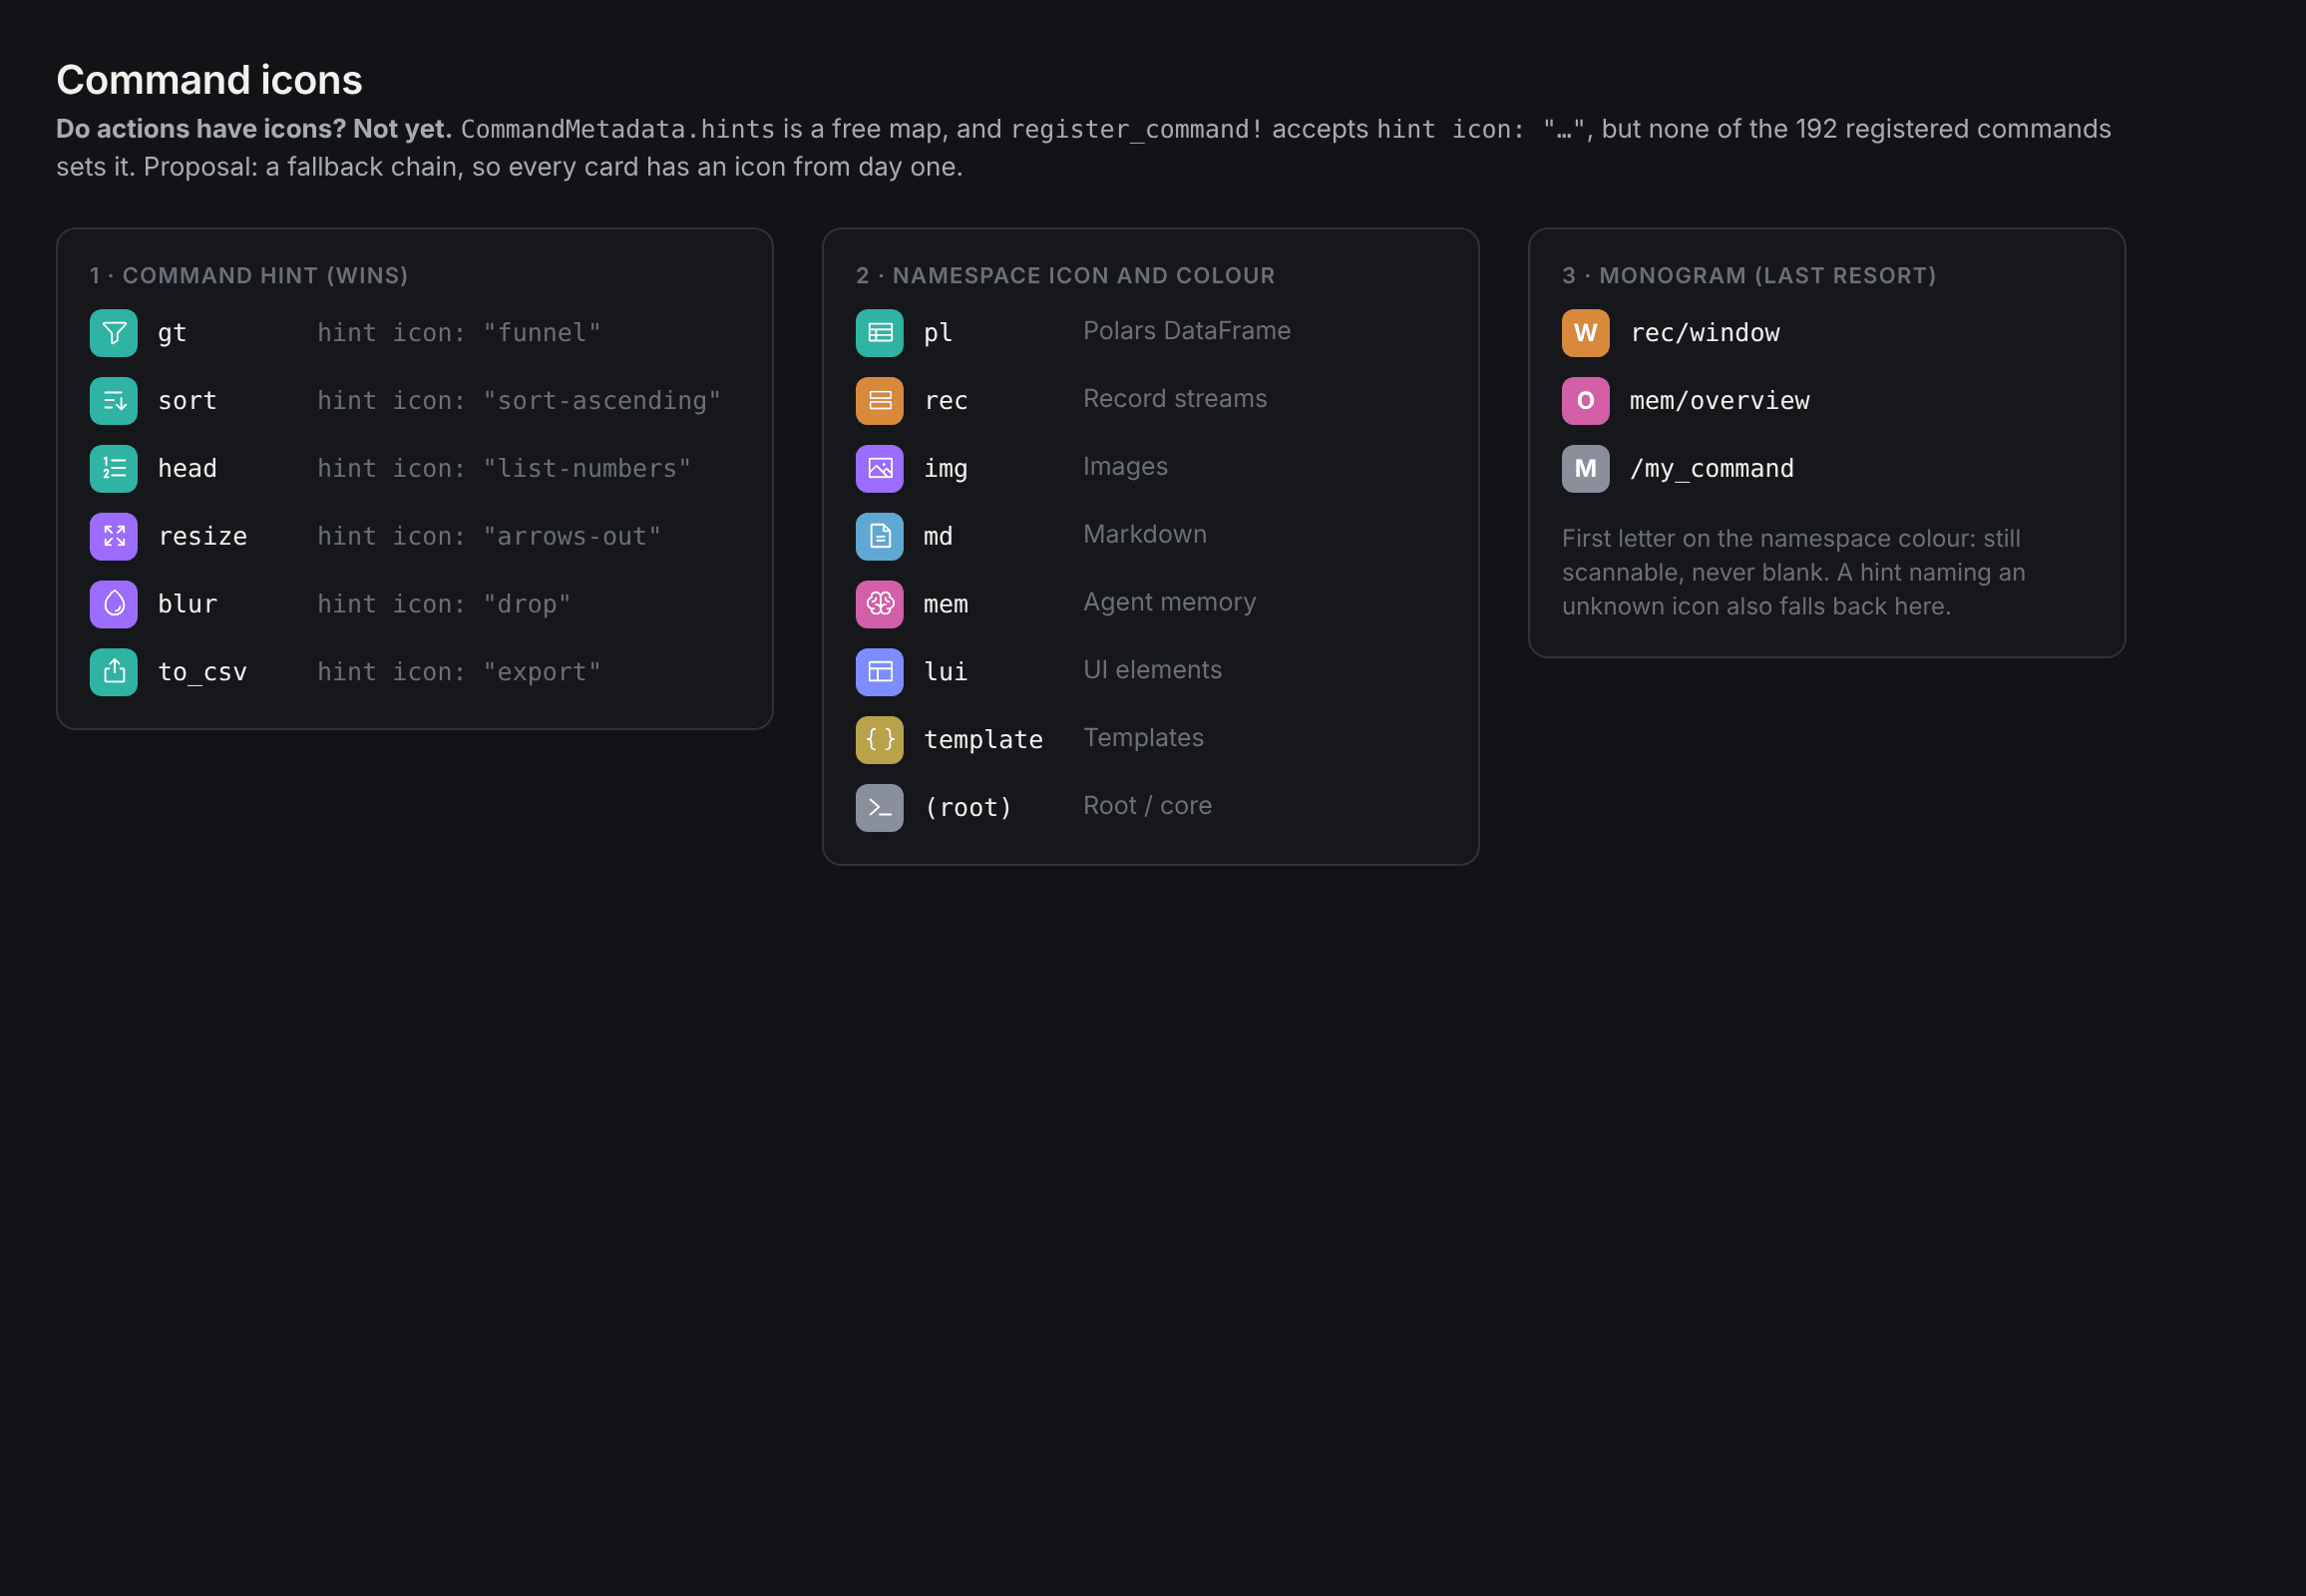 Command icons
Do actions have icons? Not yet. CommandMetadata.hints is a free map, and register_command! accepts hint icon: "…", but none of the 192 registered commands
sets it. Proposal: a fallback chain, so every card has an icon from day one.
1 · COMMAND HINT (WINS)
gt hint icon: "funnel"
sort hint icon: "sort-ascending"
head hint icon: "list-numbers"
resize hint icon: "arrows-out"
blur hint icon: "drop"
to_csv hint icon: "export"
2 · NAMESPACE ICON AND COLOUR
pl Polars DataFrame
rec Record streams
img Images
md Markdown
mem Agent memory
lui UI elements
{ } template Templates
(root) Root / core
3 · MONOGRAM (LAST RESORT)
W rec/window
O mem/overview
M /my_command
First letter on the namespace colour: still
scannable, never blank. A hint naming an
unknown icon also falls back here.